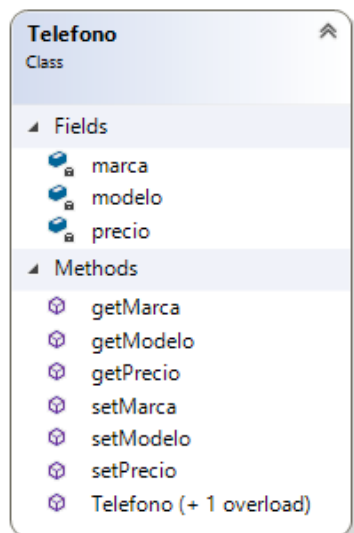 Telefono
Class
Fields
marca
modelo
precio
Methods
getMarca
getModelo
getPrecio
setMarca
setModelo
setPrecio
Telefono (+ 1 overload)